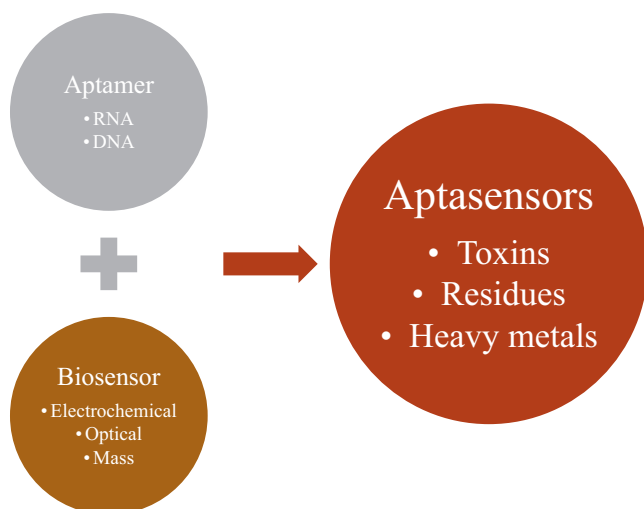 Aptamer
• RNA
• DNA
Biosensor
• Electrochemical
• Optical
• Mass
Aptasensors
• Toxins
• Residues
• Heavy metals